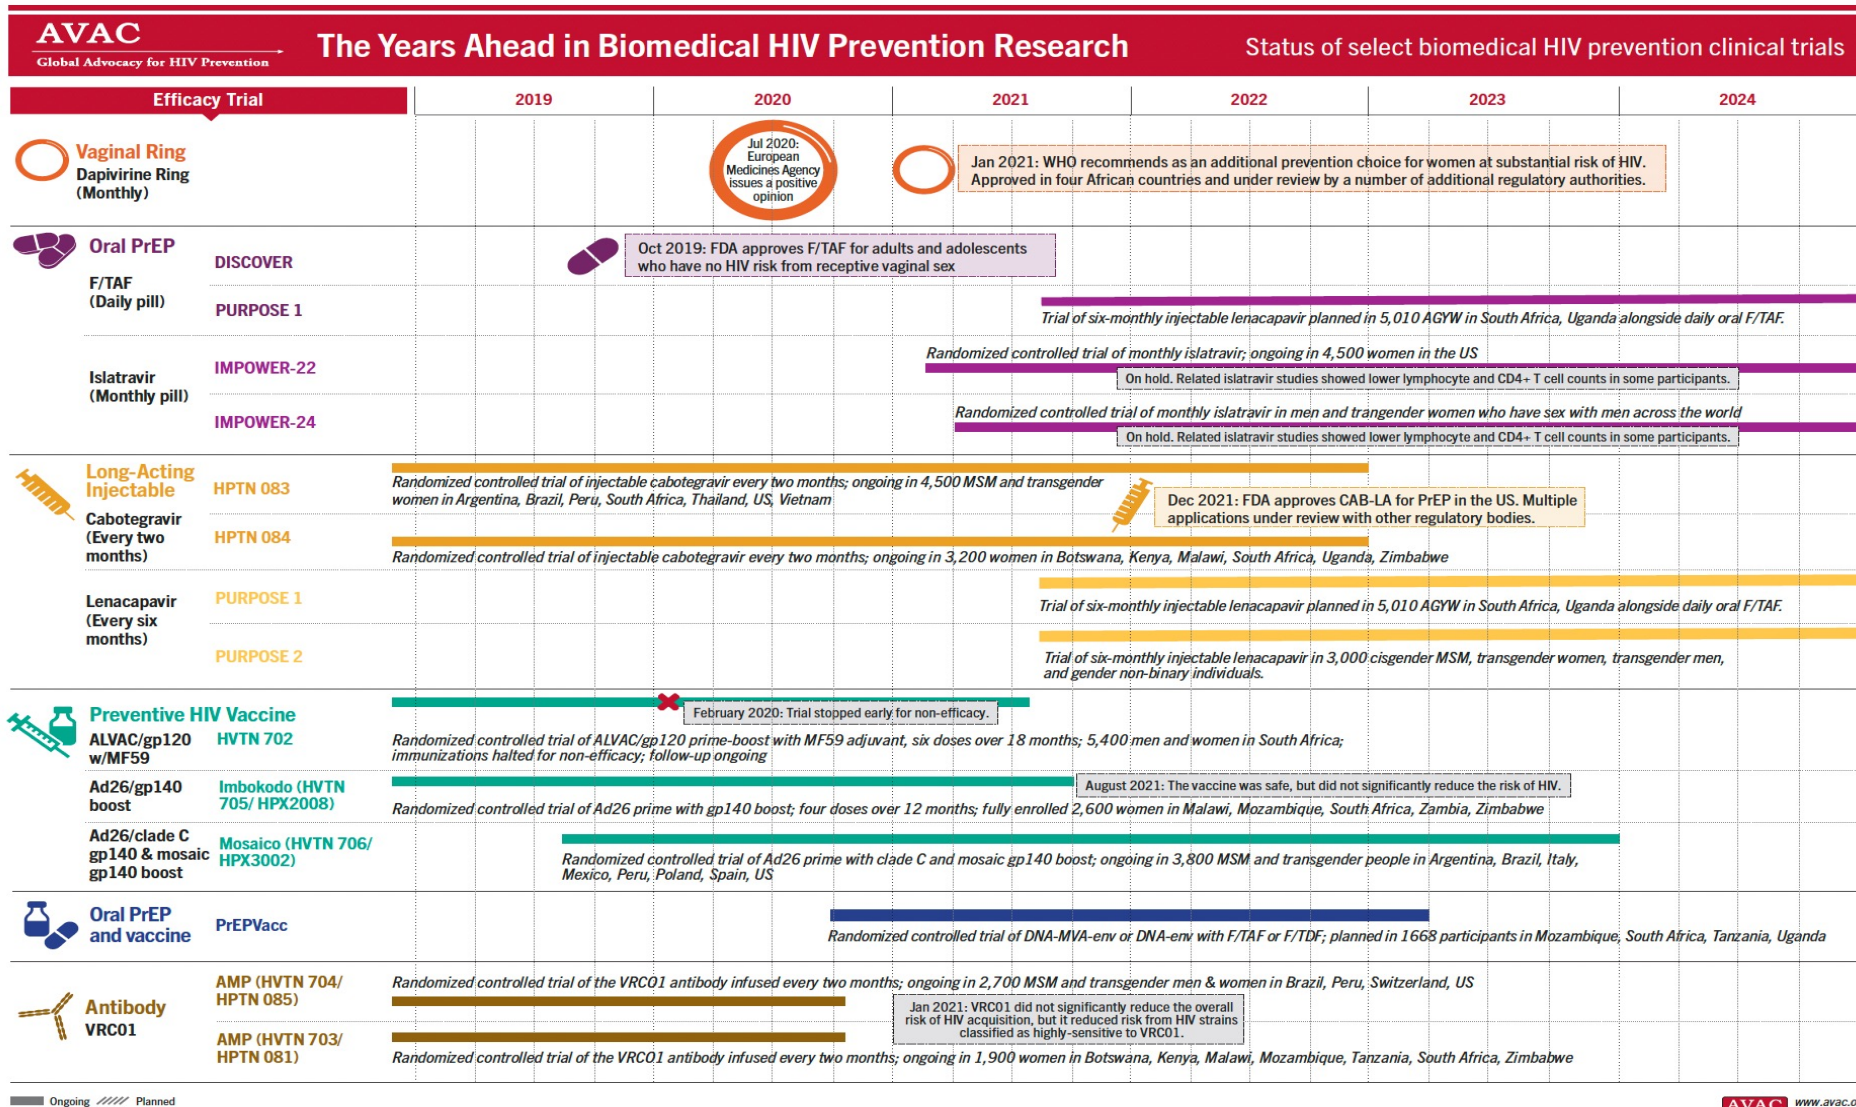 AVAC
Global Advocacy for HIV Prevention
The Years Ahead in Biomedical HIV Prevention Research
Status of select biomedical HIV prevention clinical trials
Efficacy Trial
2019
2020
2021
2022
2023
2024
Vaginal Ring
Dapivirine Ring
(Monthly)
Jul 2020:
European
Medicines Agency
issues a positive
opinion
Jan 2021: WHO recommends as an additional prevention choice for women at substantial risk of HIV.
Approved in four African countries and under review by a number of additional regulatory authorities.
Oral PrEP
F/TAF
(Daily pill)
DISCOVER
Oct 2019: FDA approves F/TAF for adults and adolescents
who have no HIV risk from receptive vaginal sex
PURPOSE 1
Trial of six-monthly injectable lenacapavir planned in 5,010 AGYW in South Africa, Uganda alongside daily oral F/TAF.
Islatravir
(Monthly pill)
IMPOWER-22
Randomized controlled trial of monthly islatravir; ongoing in 4,500 women in the US
On hold. Related islatravir studies showed lower lymphocyte and CD4+ T cell counts in some participants.
IMPOWER-24
Randomized controlled trial of monthly islatravir in men and trangender women who have sex with men across the world
On hold. Related islatravir studies showed lower lymphocyte and CD4+ T cell counts in some participants.
Long-Acting
Injectable
Cabotegravir
(Every two
months)
HPTN 083
Randomized controlled trial of injectable cabotegravir every two months; ongoing in 4,500 MSM and transgender
women in Argentina, Brazil, Peru, South Africa, Thailand, US, Vietnam
Dec 2021: FDA approves CAB-LA for PrEP in the US. Multiple
applications under review with other regulatory bodies.
HPTN 084
Randomized controlled trial of injectable cabotegravir every two months; ongoing in 3,200 women in Botswana, Kenya, Malawi, South Africa, Uganda, Zimbabwe
Lenacapavir
(Every six
months)
PURPOSE 1
Trial of six-monthly injectable lenacapavir planned in 5,010 AGYW in South Africa, Uganda alongside daily oral F/TAF.
PURPOSE 2
Trial of six-monthly injectable lenacapavir in 3,000 cisgender MSM, transgender women, transgender men,
and gender non-binary individuals.
Preventive HIV Vaccine
ALVAC/gp120
w/MF59
HVTN 702
February 2020: Trial stopped early for non-efficacy.
Randomized controlled trial of ALVAC/gp120 prime-boost with MF59 adjuvant, six doses over 18 months; 5,400 men and women in South Africa;
immunizations halted for non-efficacy; follow-up ongoing
Ad26/gp140
boost
Imbokodo (HVTN
705/ HPX2008)
August 2021: The vaccine was safe, but did not significantly reduce the risk of HIV.
Randomized controlled trial of Ad26 prime with gp140 boost; four doses over 12 months; fully enrolled 2,600 women in Malawi, Mozambique, South Africa, Zambia, Zimbabwe
Ad26/clade C
gp140 & mosaic
gp140 boost
Mosaico (HVTN 706/
HPX3002)
Randomized controlled trial of Ad26 prime with clade C and mosaic gp140 boost; ongoing in 3,800 MSM and transgender people in Argentina, Brazil, Italy,
Mexico, Peru, Poland, Spain, US
Oral PrEP
and vaccine
PrEPVacc
Randomized controlled trial of DNA-MVA-env or DNA-env with F/TAF or F/TDF; planned in 1668 participants in Mozambique, South Africa, Tanzania, Uganda
Antibody
VRC01
AMP (HVTN 704/
HPTN 085)
Randomized controlled trial of the VRC01 antibody infused every two months; ongoing in 2,700 MSM and transgender men & women in Brazil, Peru, Switzerland, US
Jan 2021: VRC01 did not significantly reduce the overall
risk of HIV acquisition, but it reduced risk from HIV strains
classified as highly-sensitive to VRC01.
AMP (HVTN 703/
HPTN 081)
Randomized controlled trial of the VRC01 antibody infused every two months; ongoing in 1,900 women in Botswana, Kenya, Malawi, Mozambique, Tanzania, South Africa, Zimbabwe
Ongoing
Planned
AVAC
www.avac.o